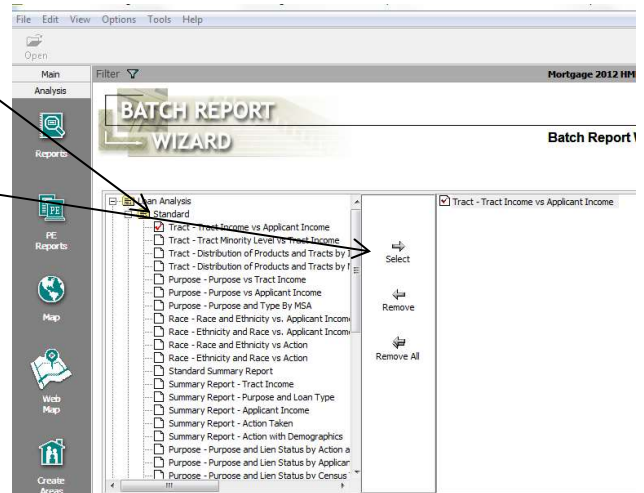 File Edit View Options Tools Help
Open
Main
Analysis
Reports
PE
PE
Reports
Map
Web
Map
Create
Areas
Filter
Mortgage 2012 HM
BATCH REPORT
WIZARD
Batch Report
Loan Analysis
Standard
Tract - Tract Income vs Applicant Income
Tract - Tract Minority Level vs Tract Income
Tract - Distribution of Products and Tracts by
Tract - Distribution of Products and Tracts by
Purpose - Purpose vs Tract Income
Purpose - Purpose vs Applicant Income
Purpose - Purpose and Type By MSA
Race - Race and Ethnicity vs. Applicant Incom
Race - Ethnicity and Race vs. Applicant Incom
Race - Ethnicity and Race vs Action
Race - Ethnicity and Race vs Action
Standard Summary Report
Summary Report - Tract Income
Summary Report - Purpose and Loan Type
Summary Report - Applicant Income
Summary Report - Action Taken
Summary Report - Action with Demographics
Purpose - Purpose and Lien Status by Action a
Purpose - Purpose and Lien Status by Applicar
Purpose - Purpose and Lien Status by Census
Select
Remove
Remove All
Tract - Tract Income vs Applicant Income